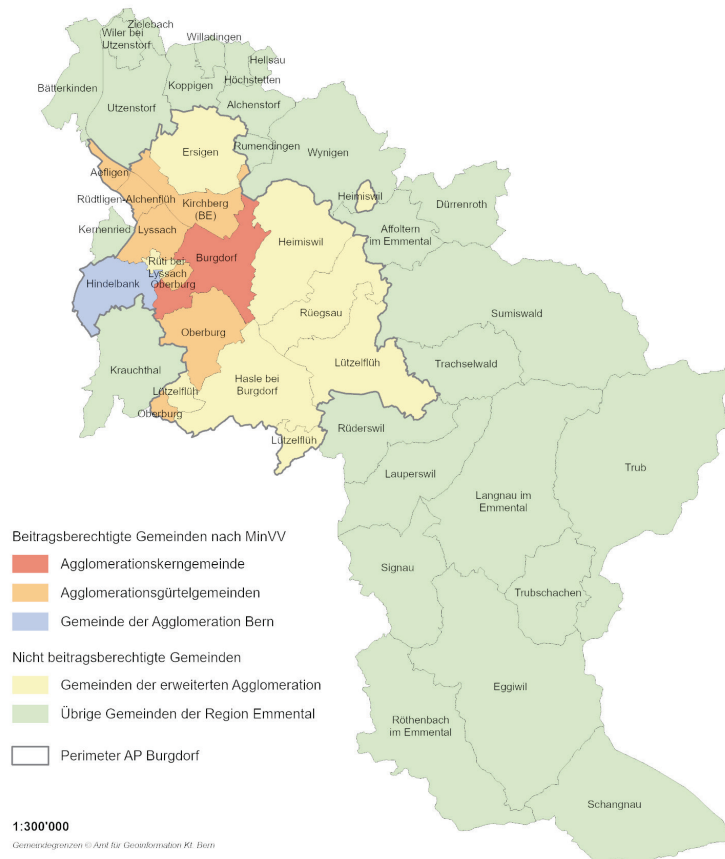 Zielebach
Wiler bei
Utzenstorf
Willadingen
Hellsau
Bätterkinden
Höchstetten
Koppigen
Utzenstorf
Alchenstorf
Rumendingen
Wynigen
Ersigen
Aefligen
Rüdtligen-Alchenflüh
Kirchberg
(BE)
Heimiswil
Dürrenroth
Kernenried
Lyssach
Affoltern
im Emmental
Heimiswil
Burgdorf
Rüti bei
Lyssach
Oberburg
Hindelbank
Rüegsau
Sumiswald
Oberburg
Lützelflüh
Trachselwald
Krauchthal
Hasle bei
Burgdorf
Lützelflüh
Oberburg
Rüderswil
Lützelflüh
Trub
Lauperswil
Langnau im
Emmental
Signau
Trubschachen
Eggiwil
Röthenbach
im Emmental
Schangnau
Beitragsberechtigte Gemeinden nach MinVV
Agglomerationskerngemeinde
Agglomerationsgürtelgemeinden
Gemeinde der Agglomeration Bern
Nicht beitragsberechtigte Gemeinden
Gemeinden der erweiterten Agglomeration
Übrige Gemeinden der Region Emmental
Perimeter AP Burgdorf
1:300'000
Gemeindegrenzen © Amt für Geoinformation Kt. Bern